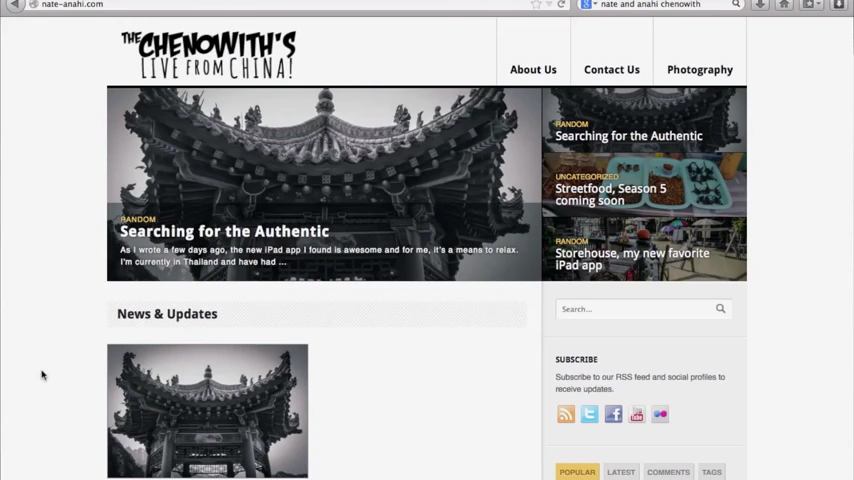 nate-anahi.com
nate and anahi chenowith
THE CHENOWITH'S
LIVE FROM CHINA!
About Us
Contact Us
Photography
RANDOM
Searching for the Authentic
As I wrote a few days ago, the new iPad app I found is awesome and for me, it's a means to relax.
I'm currently in Thailand and have had ...
RANDOM
Searching for the Authentic
UNCATEGORIZED
Streetfood, Season 5
coming soon
RANDOM
Storehouse, my new favorite
iPad app
News & Updates
Search...
SUBSCRIBE
Subscribe to our RSS feed and social profiles to
receive updates.
POPULAR
LATEST
COMMENTS
TAGS